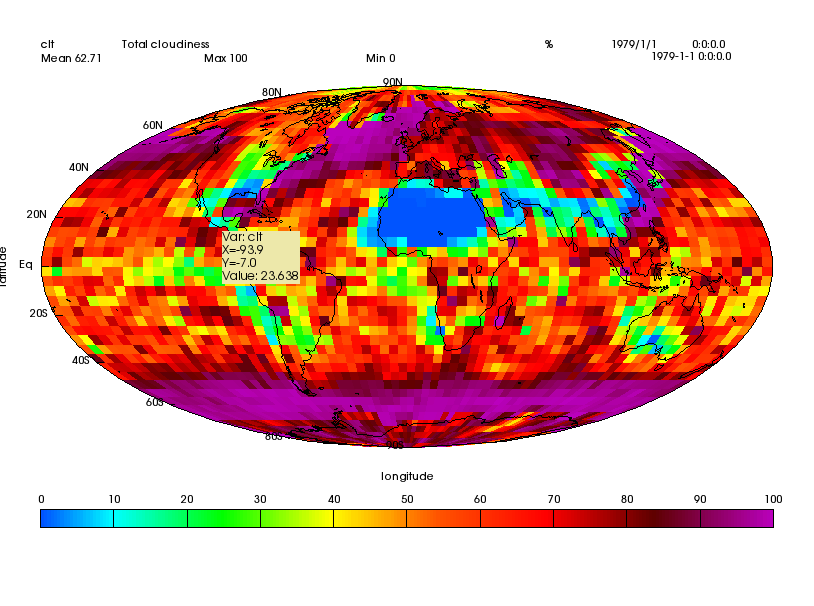 clt Total cloudiness % 1979/1/1 0:0:0.0
Mean 62.71 Max 100 Min 0 1979-1-1 0:0:0.0
90N
80N
60N
40N
20N
Var: clt
X=-93.9
Y=-7.0
Value: 23.638
Eq
20S
40S
60S
80S
90S
longitude
0 10 20 30 40 50 60 70 80 90 100